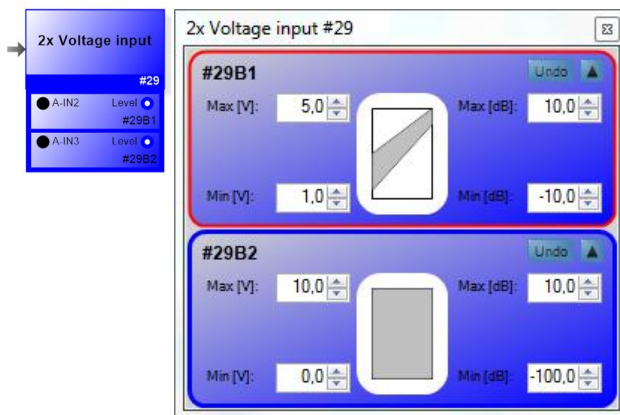 2x Voltage input
#29
A-IN2 Level
#29B1
A-IN3 Level
#29B2
2x Voltage input #29
#29B1 Undo
Max [V]: 5,0 Max [dB]: 10,0
Min [V]: 1,0 Min [dB]: -10,0
#29B2 Undo
Max [V]: 10,0 Max [dB]: 10,0
Min [V]: 0,0 Min [dB]: -100,0